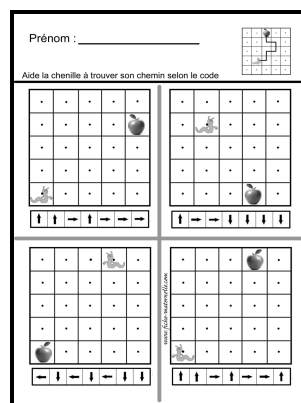 Prénom :
Aide la chenille à trouver son chemin selon le code
www.fiche-maternelle.com